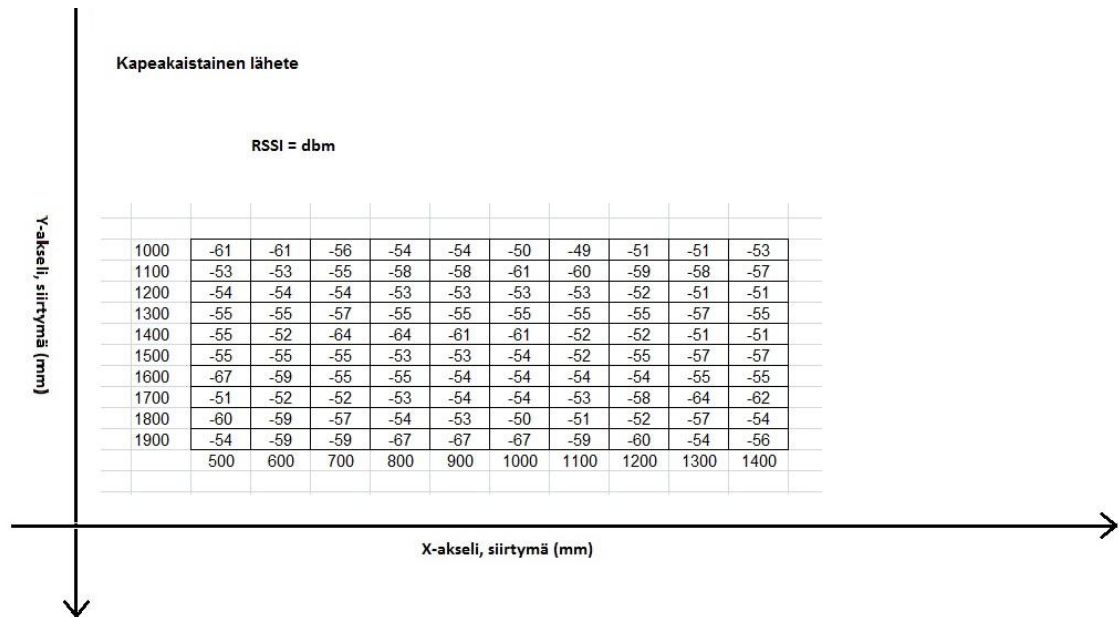 Kapeakaistainen lähete
RSSI = dbm
Y-akseli, siirtymä (mm)
1000 -61 -61 -56 -54 -54 -50 -49 -51 -51 -53
1100 -53 -53 -55 -58 -58 -61 -60 -59 -58 -57
1200 -54 -54 -54 -53 -53 -53 -53 -52 -51 -51
1300 -55 -55 -57 -55 -55 -55 -55 -55 -57 -55
1400 -55 -52 -64 -64 -61 -61 -52 -52 -51 -51
1500 -55 -55 -55 -53 -53 -54 -52 -55 -57 -57
1600 -67 -59 -55 -55 -54 -54 -54 -54 -55 -55
1700 -51 -52 -52 -53 -54 -54 -53 -58 -64 -62
1800 -60 -59 -57 -54 -53 -50 -51 -52 -57 -54
1900 -54 -59 -59 -67 -67 -67 -59 -60 -54 -56
500 600 700 800 900 1000 1100 1200 1300 1400
X-akseli, siirtymä (mm)